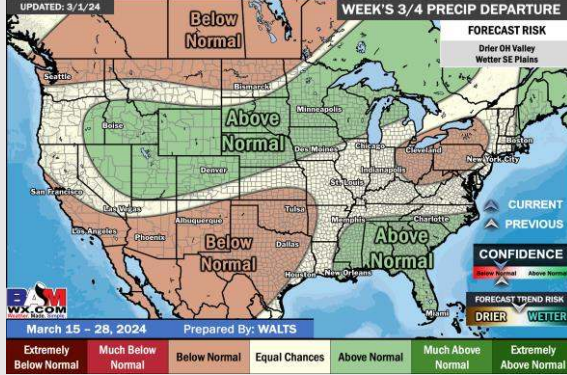 UPDATED: 3/1/24
WEEK'S 3/4 PRECIP DEPARTURE
FORECAST RISK
Drier OH Valley
Wetter SE Plains
Below
Normal
Seattle
Bismarck
Minneapolis
Boise
Above
Normal
Des Moines
Chicago
Cleveland
Boston
New York City
Denver
Indianapolis
St. Louis
San Francisco
Las Vegas
CURRENT
PREVIOUS
Los Angeles
Albuquerque
Tulsa
Memphis
Charlotte
Phoenix
Below
Normal
Dallas
Above
Normal
Houston
New Orleans
Miami
CONFIDENCE
Below Normal
Above Normal
FORECAST TREND RISK
DRIER
WETTER
BAM
WX.COM
Weather. Made. Simple.
March 15 – 28, 2024
Prepared By: WALTS
Extremely
Below Normal
Much Below
Normal
Below Normal
Equal Chances
Above Normal
Much Above
Normal
Extremely
Above Normal